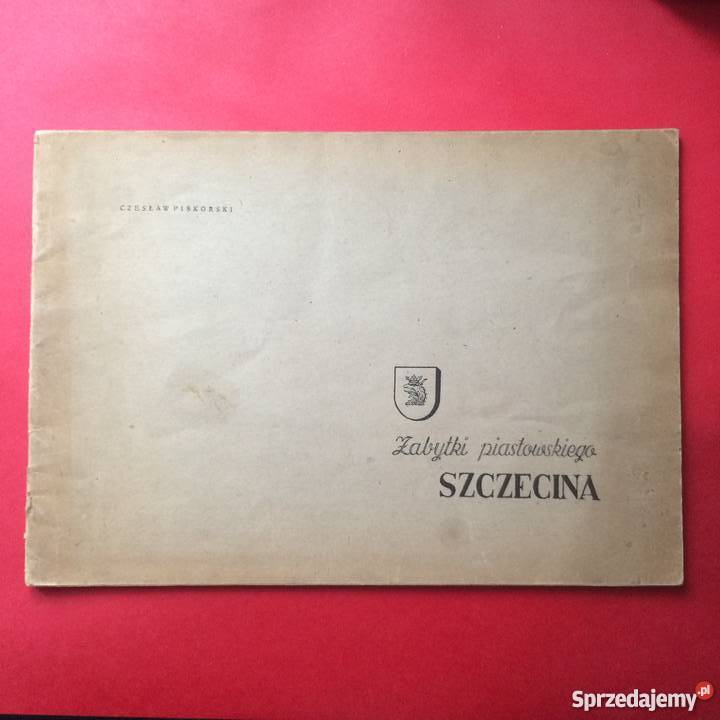 CZESŁAW PISKORSKI
Zabytki piastowskiego
SZCZECINA
Sprzedajemy.pl